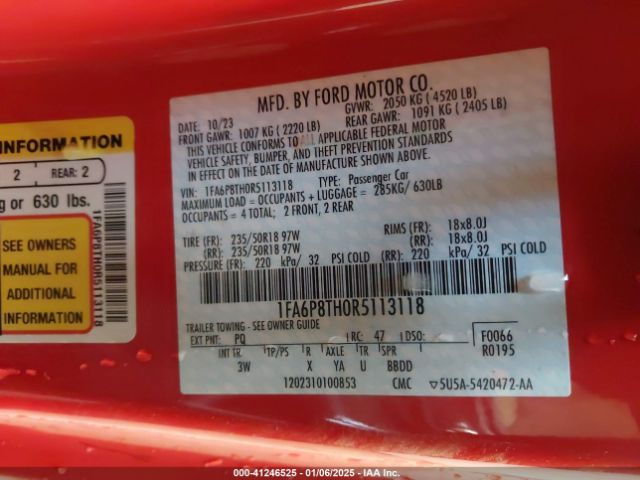 INFORMATION
2 REAR: 2
g or 630 lbs.
SEE OWNERS
MANUAL FOR
ADDITIONAL
INFORMATION
1FA6P8TH0R5113118
MFD. BY FORD MOTOR CO.
DATE: 10/23 GVWR: 2050 KG ( 4520 LB)
FRONT GAWR: 1007 KG ( 2220 LB) REAR GAWR: 1091 KG ( 2405 LB)
THIS VEHICLE CONFORMS TO ALL APPLICABLE FEDERAL MOTOR
VEHICLE SAFETY, BUMPER, AND THEFT PREVENTION STANDARDS
IN EFFECT ON THE DATE OF MANUFACTURE SHOWN ABOVE.
VIN: 1FA6P8TH0R5113118 TYPE: Passenger Car
MAXIMUM LOAD = OCCUPANTS + LUGGAGE = 285KG/ 630LB
OCCUPANTS = 4 TOTAL; 2 FRONT, 2 REAR
TIRE (FR): 235/50R18 97W RIMS (FR): 18x8.0J
(RR): 235/50R18 97W (RR): 18x8.0J
PRESSURE (FR): 220 kPa/ 32 PSI COLD (RR): 220 kPa/ 32 PSI COLD
1FA6P8TH0R5113118
TRAILER TOWING - SEE OWNER GUIDE
EXT PNT: PQ RC: 47 DSO: F0066
INT TR TP/PS R AXLE TR SPR R0195
3W X YA U BBDD
1202310100853 CMC ▽5U5A-5420472-AA
000-41246525 - 01/06/2025 - IAAI Corp.